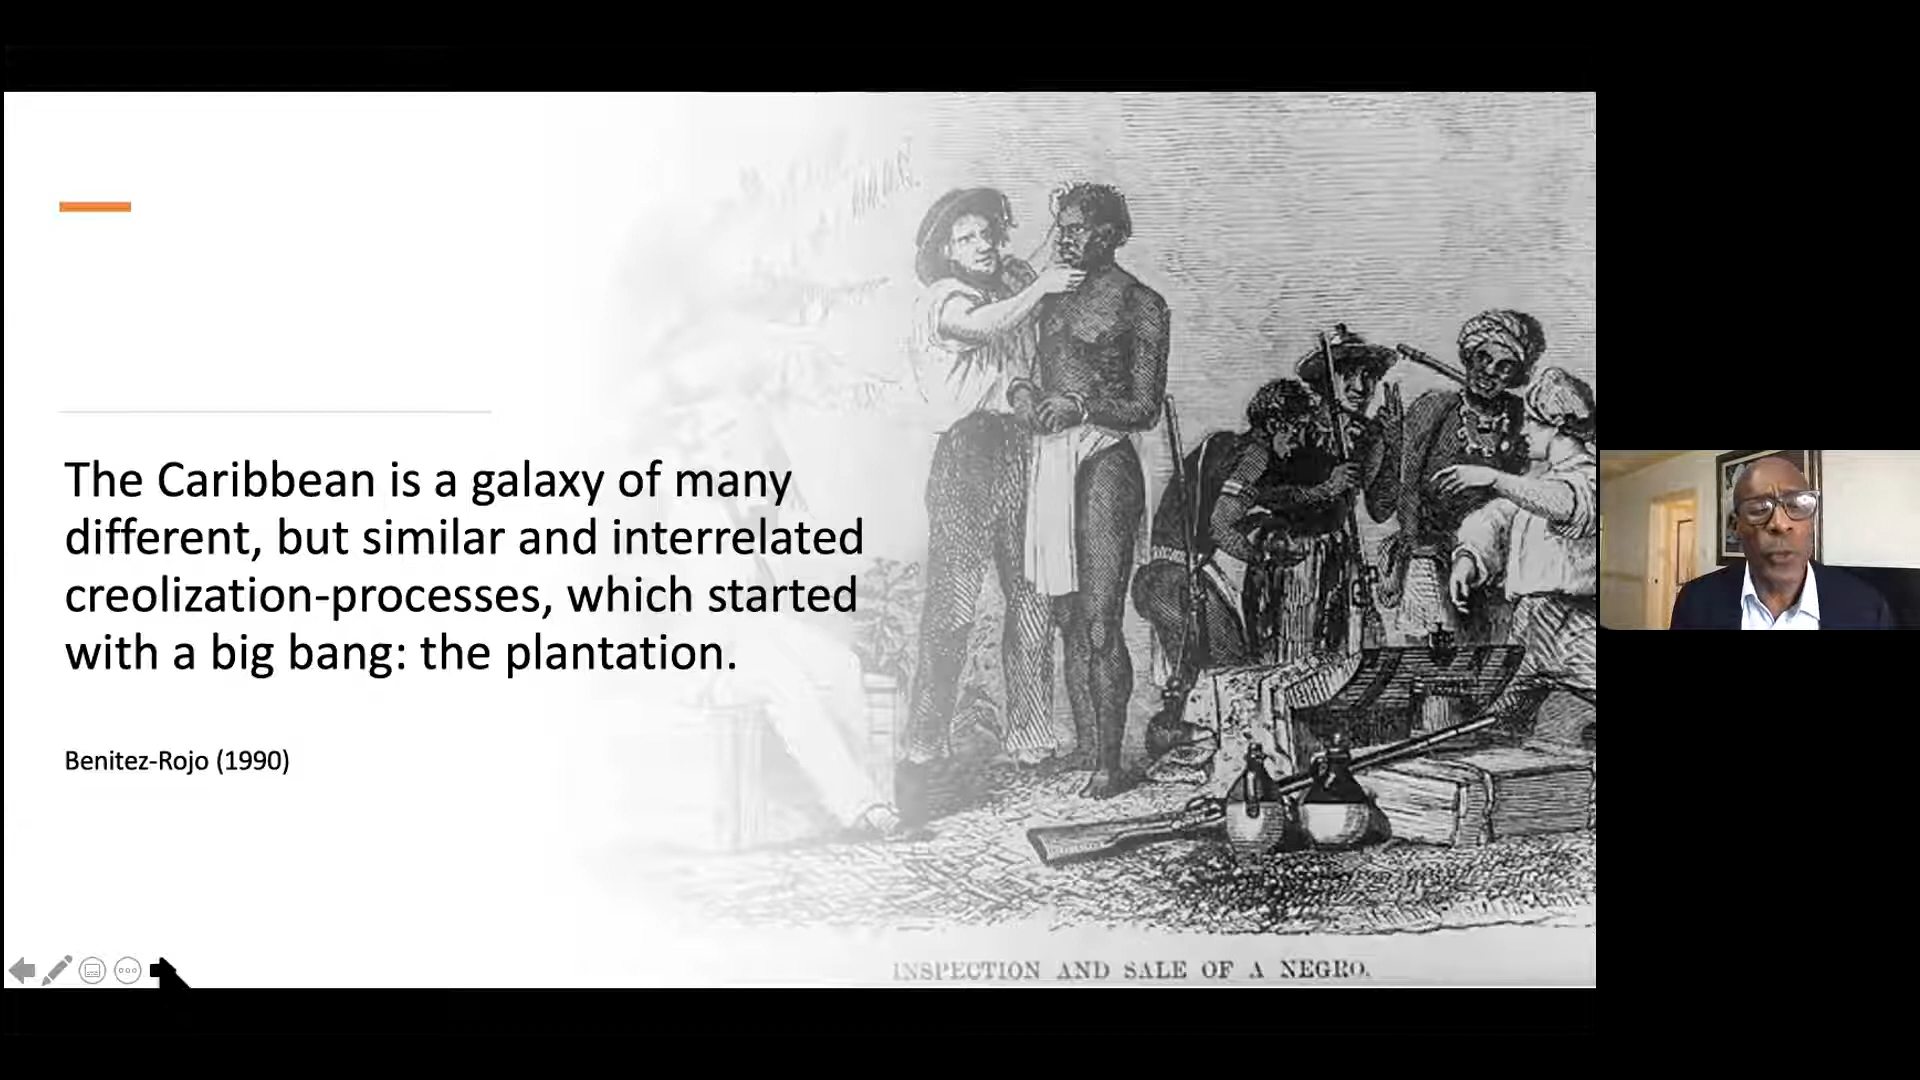 The Caribbean is a galaxy of many
different, but similar and interrelated
creolization-processes, which started
with a big bang: the plantation.
Benitez-Rojo (1990)
INSPECTION AND SALE OF A NEGRO.